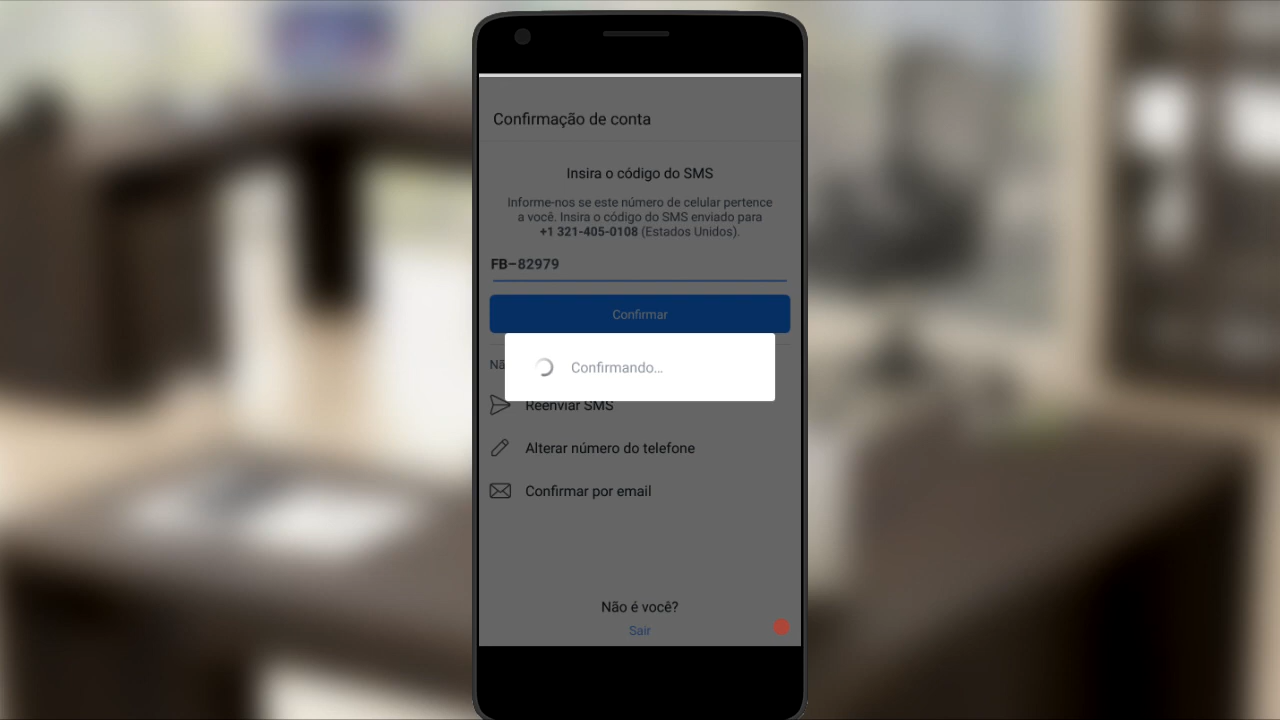 Confirmação de conta
Insira o código do SMS
Informe-nos se este número de celular pertence
a você. Insira o código do SMS enviado para
+1 321-405-0108 (Estados Unidos).
FB–82979
Confirmar
Confirmando...
Reenviar SMS
Alterar número do telefone
Confirmar por email
Não é você?
Sair